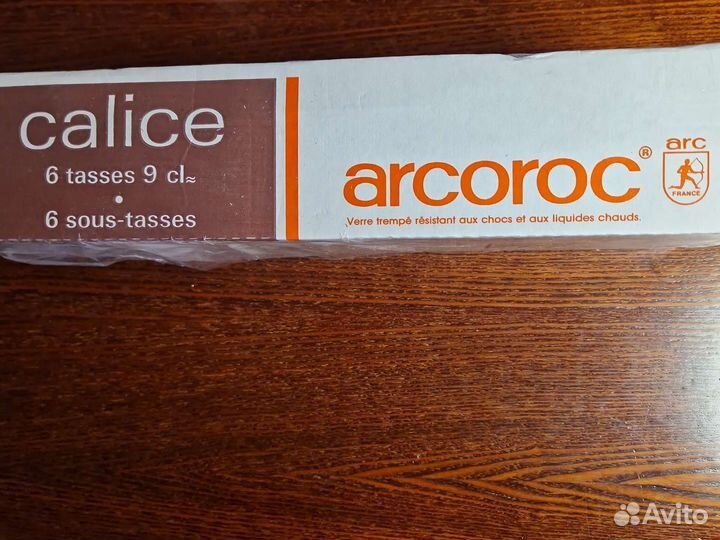 calice
6 tasses 9 cl≈
•
6 sous-tasses
arcoroc®
Verre trempé résistant aux chocs et aux liquides chauds.
arc
FRANCE
Avito